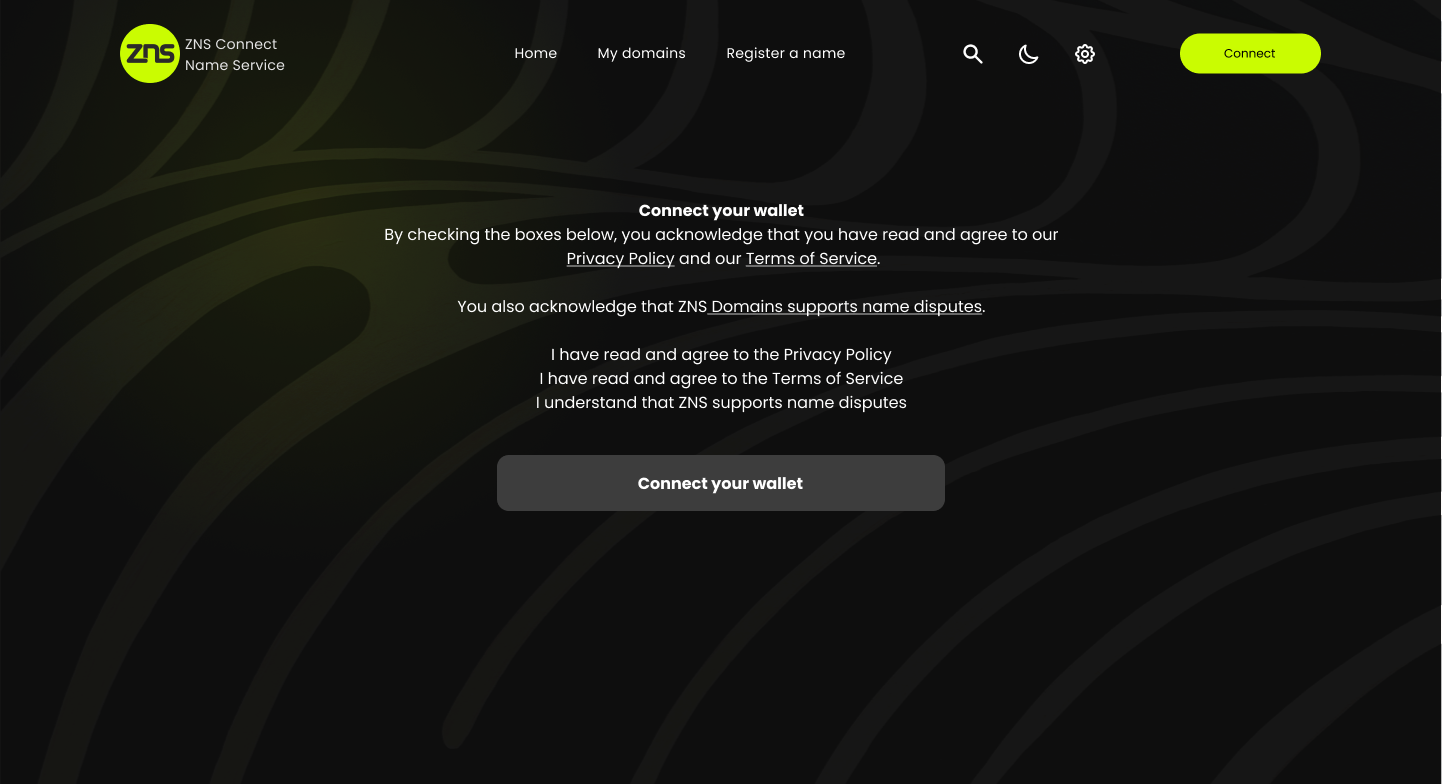 zns
ZNS Connect
Name Service
Home
My domains
Register a name
Connect
Connect your wallet
By checking the boxes below, you acknowledge that you have read and agree to our
Privacy Policy and our Terms of Service.
You also acknowledge that ZNS Domains supports name disputes.
I have read and agree to the Privacy Policy
I have read and agree to the Terms of Service
I understand that ZNS supports name disputes
Connect your wallet